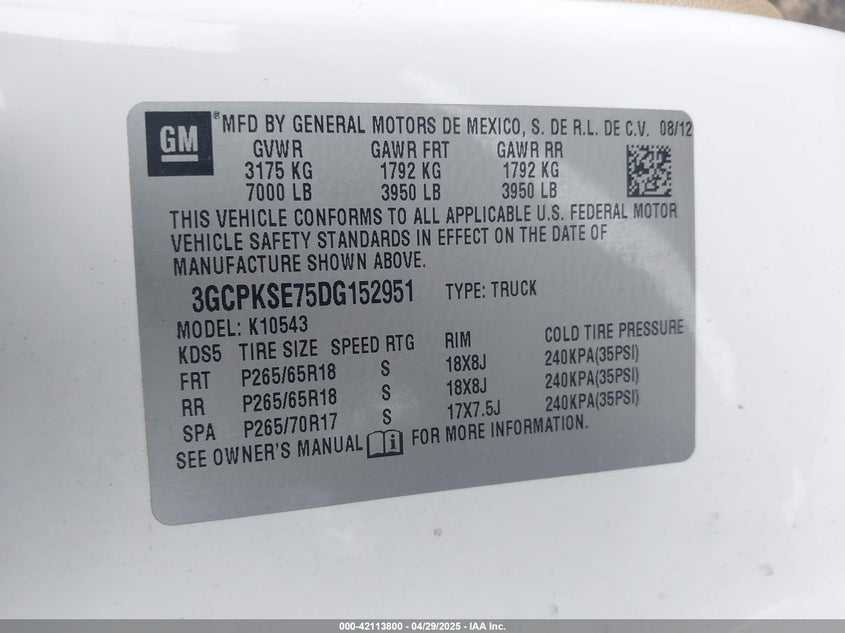 GM ® MFD BY GENERAL MOTORS DE MEXICO, S. DE R.L. DE C.V. 08/12
GVWR GAWR FRT GAWR RR
3175 KG 1792 KG 1792 KG
7000 LB 3950 LB 3950 LB
THIS VEHICLE CONFORMS TO ALL APPLICABLE U.S. FEDERAL MOTOR
VEHICLE SAFETY STANDARDS IN EFFECT ON THE DATE OF
MANUFACTURE SHOWN ABOVE.
3GCPKSE75DG152951 TYPE: TRUCK
MODEL: K10543
KDS5 TIRE SIZE SPEED RTG RIM COLD TIRE PRESSURE
FRT P265/65R18 S 18X8J 240KPA(35PSI)
RR P265/65R18 S 18X8J 240KPA(35PSI)
SPA P265/70R17 S 17X7.5J 240KPA(35PSI)
SEE OWNER'S MANUAL FOR MORE INFORMATION.
000-42113800 - 04/29/2025 - IAA Inc.